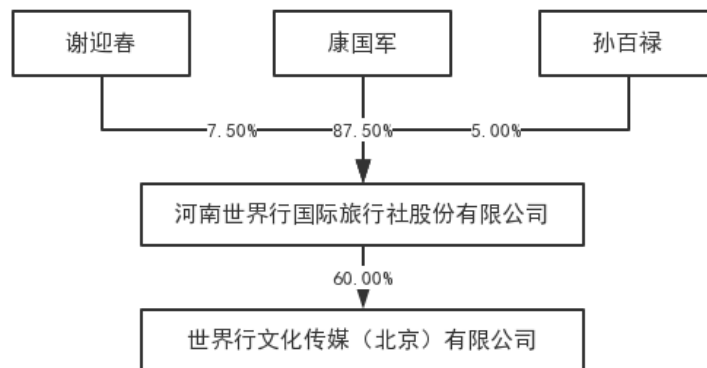 谢迎春
康国军
孙百禄
7.50%
87.50%
5.00%
河南世界行国际旅行社股份有限公司
60.00%
世界行文化传媒（北京）有限公司